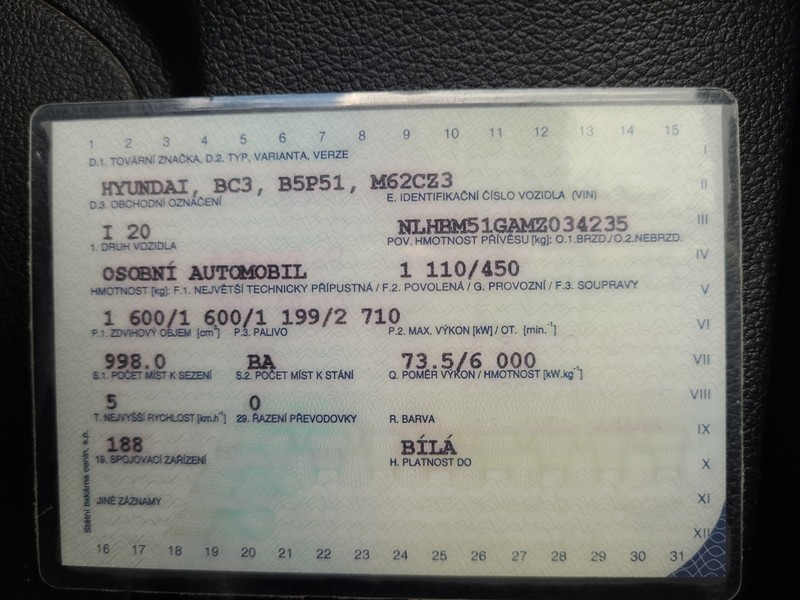 1 2 3 4 5 6 7 8 9 10 11 12 13 14 15
D.1. TOVÁRNÍ ZNAČKA, D.2. TYP, VARIANTA, VERZE
I
HYUNDAI, BC3, B5P51, M62CZ3
II
D.3. OBCHODNÍ OZNAČENÍ E. IDENTIFIKAČNÍ ČÍSLO VOZIDLA (VIN)
I 20 NLHBM51GAMZ034235
III
1. DRUH VOZIDLA POV. HMOTNOST PŘÍVĚSU [kg]: O.1.BRZD./O.2.NEBRZD.
IV
OSOBNÍ AUTOMOBIL 1 110/450
HMOTNOST [kg]: F.1. NEJVĚTŠÍ TECHNICKY PŘÍPUSTNÁ / F.2. POVOLENÁ / G. PROVOZNÍ / F.3. SOUPRAVY
V
1 600/1 600/1 199/2 710
VI
P.1. ZDVIHOVÝ OBJEM [cm³] P.3. PALIVO P.2. MAX. VÝKON [kW] / OT. [min.⁻¹]
998.0 BA 73.5/6 000
VII
S.1. POČET MÍST K SEZENÍ S.2. POČET MÍST K STÁNÍ Q. POMĚR VÝKON / HMOTNOST [kW.kg⁻¹]
5 0
VIII
T. NEJVYŠŠÍ RYCHLOST [km.h⁻¹] 29. ŘAZENÍ PŘEVODOVKY R. BARVA
IX
188 BÍLÁ
19. SPOJOVACÍ ZAŘÍZENÍ H. PLATNOST DO
X
JINÉ ZÁZNAMY
XI
XII
Státní tiskárna cenin, s.p.
16 17 18 19 20 21 22 23 24 25 26 27 28 29 30 31